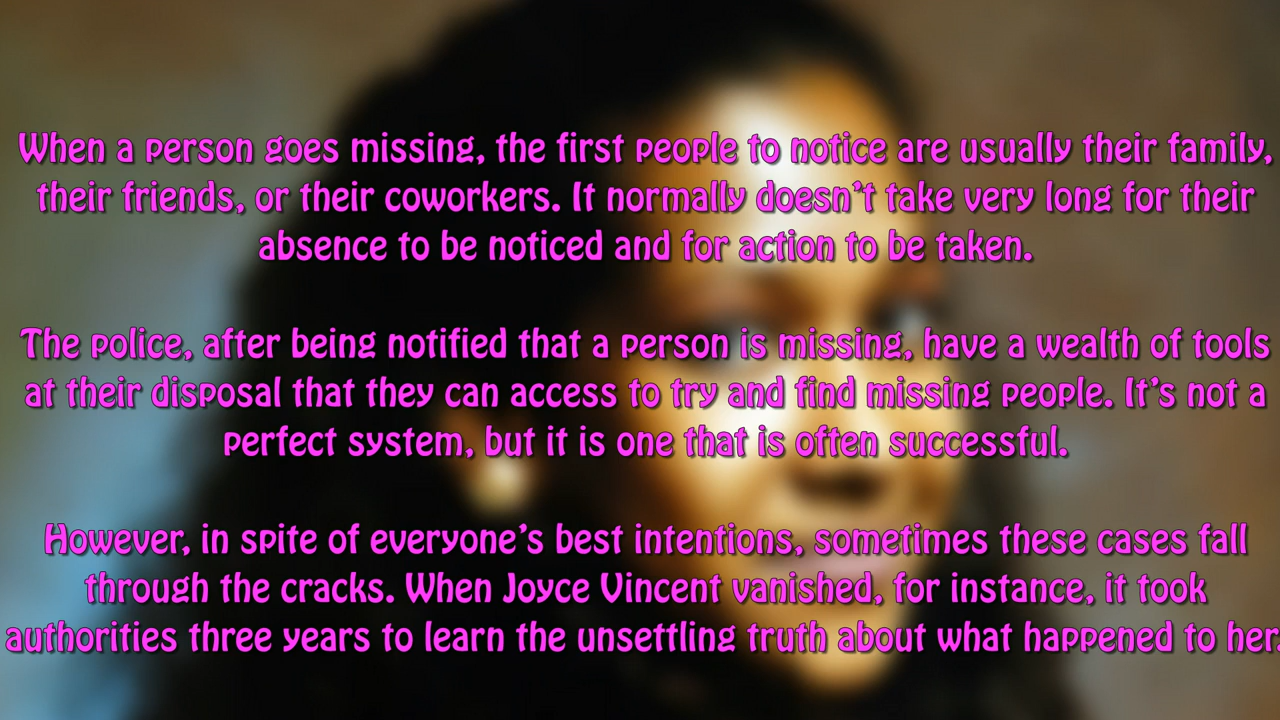 When a person goes missing, the first people to notice are usually their family,
their friends, or their coworkers. It normally doesn’t take very long for their
absence to be noticed and for action to be taken.
The police, after being notified that a person is missing, have a wealth of tools
at their disposal that they can access to try and find missing people. It’s not a
perfect system, but it is one that is often successful.
However, in spite of everyone’s best intentions, sometimes these cases fall
through the cracks. When Joyce Vincent vanished, for instance, it took
authorities three years to learn the unsettling truth about what happened to her.